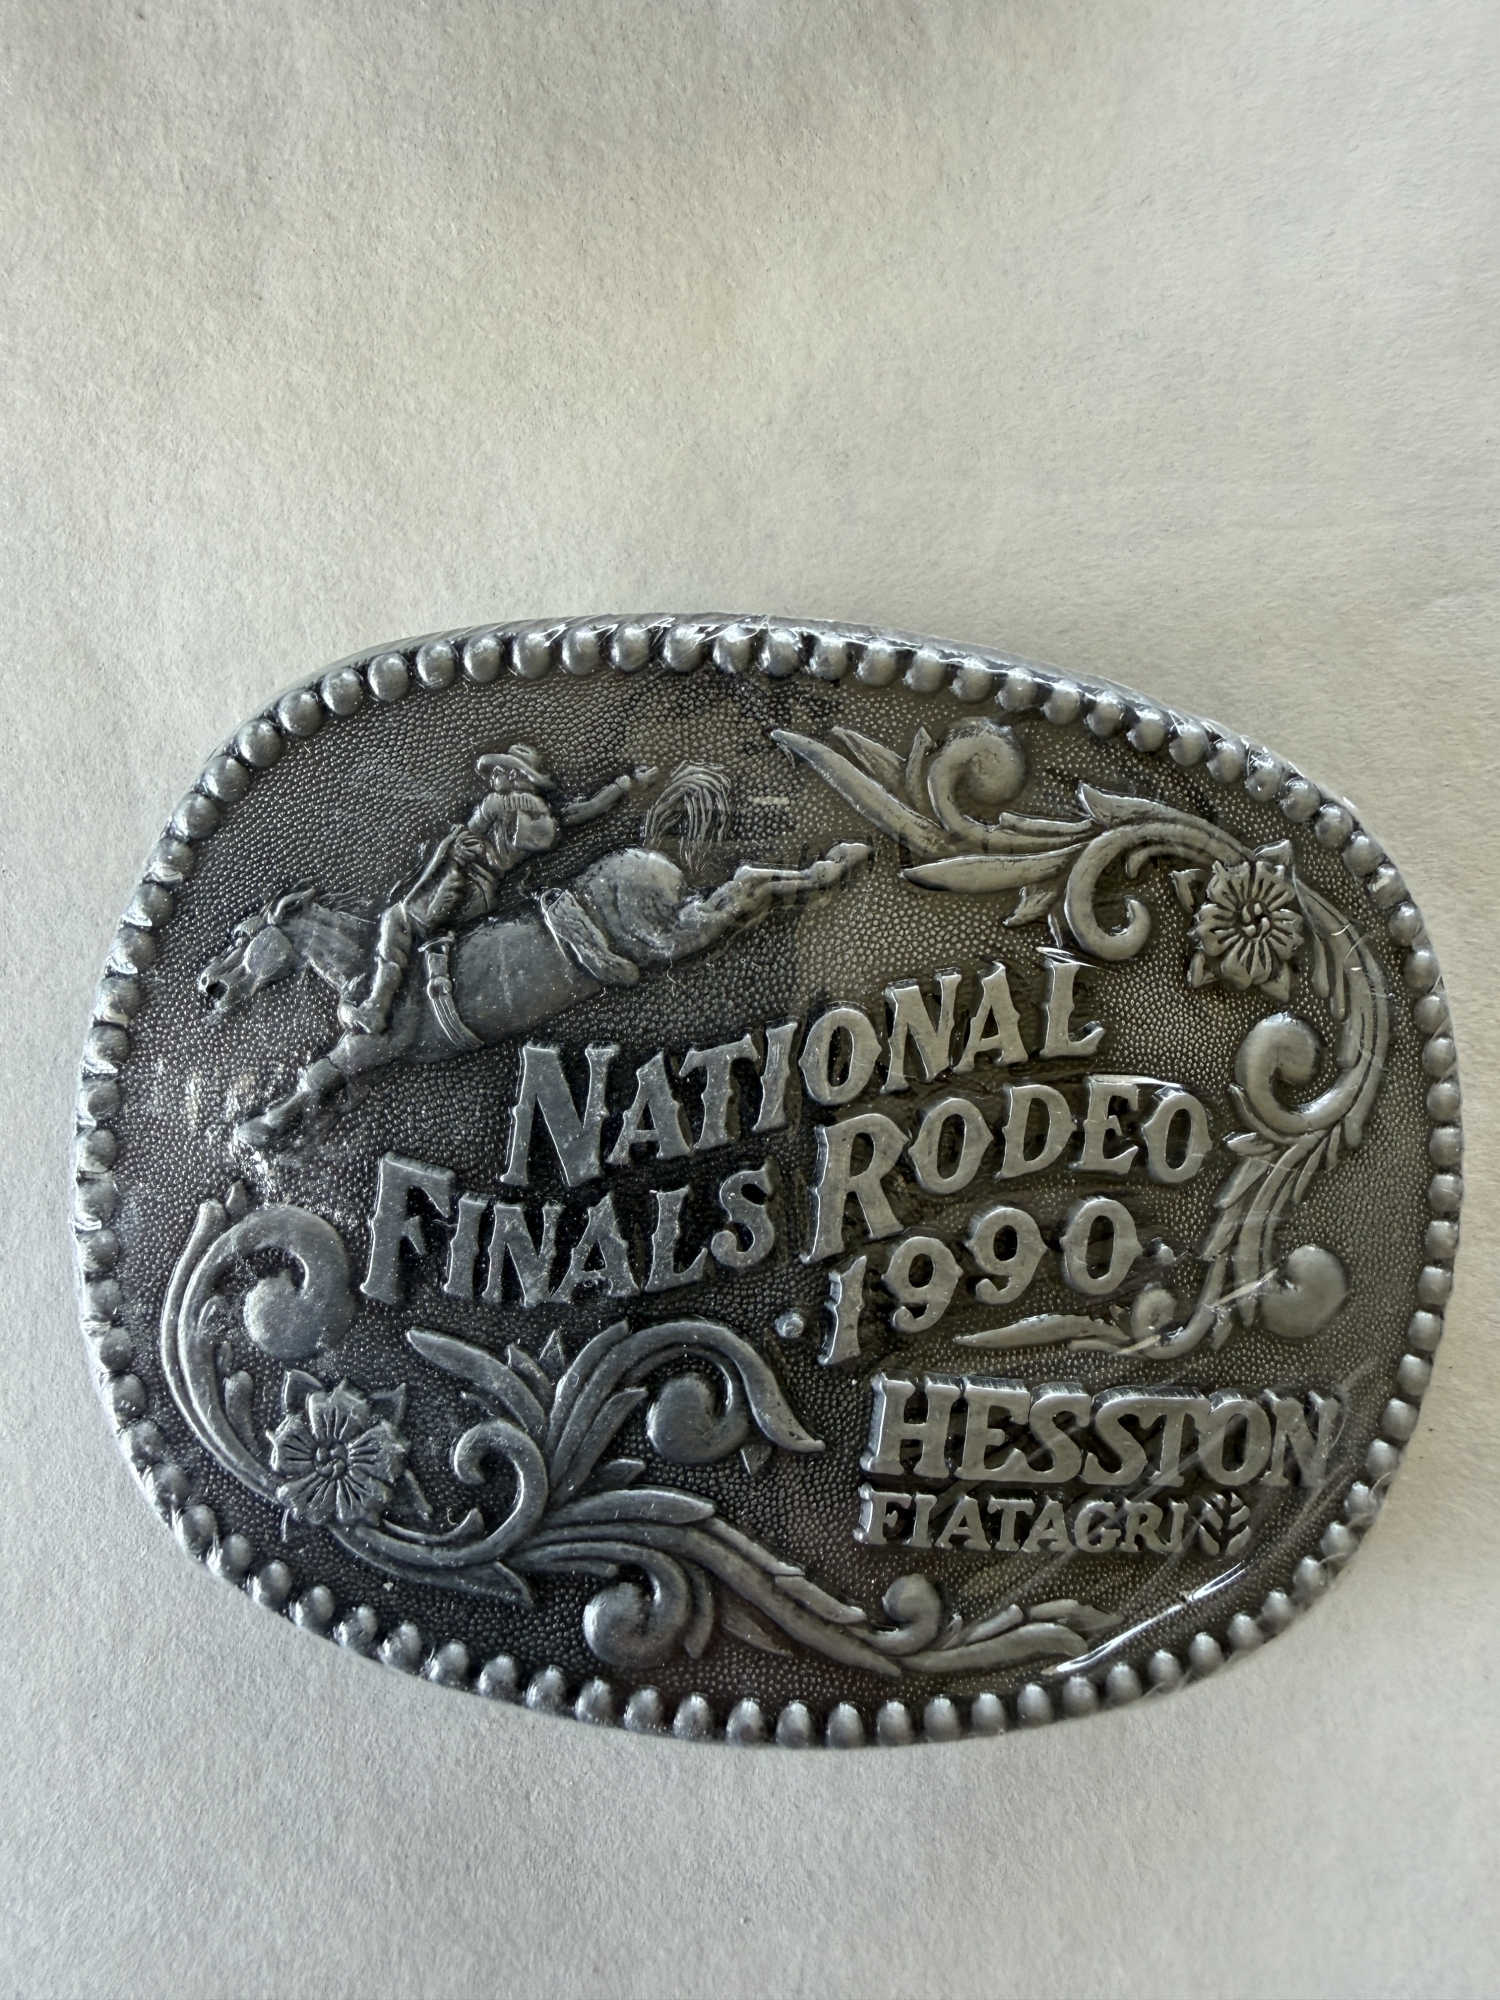 NATIONAL
FINALS RODEO
• 1990 •
HESSTON
FIATAGRI